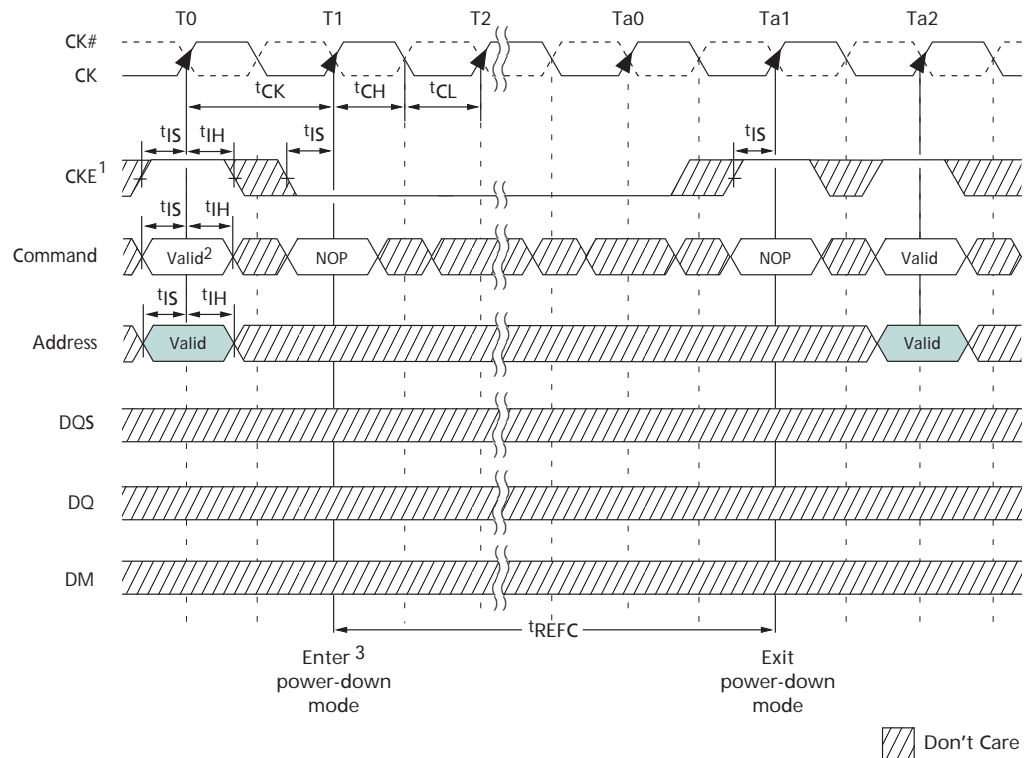 T0 T1 T2 Ta0 Ta1 Ta2
CK#
CK
tCK tCH tCL
tIS tIH tIS tIS
CKE1
tIS tIH
Command Valid2 NOP NOP Valid
tIS tIH
Address Valid Valid
DQS
DQ
DM
tREFC
Enter 3
power-down
mode
Exit
power-down
mode
Don't Care